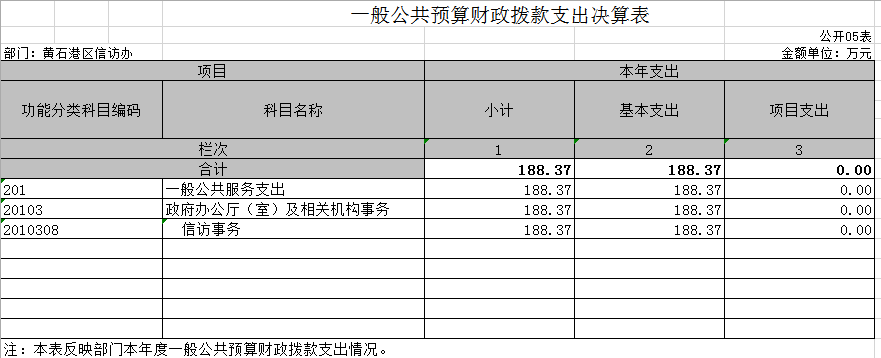 一般公共预算财政拨款支出决算表
公开05表
部门：黄石港区信访办 金额单位：万元
项目 本年支出
功能分类科目编码 科目名称 小计 基本支出 项目支出
栏次 1 2 3
合计 188.37 188.37 0.00
201 一般公共服务支出 188.37 188.37 0.00
20103 政府办公厅（室）及相关机构事务 188.37 188.37 0.00
2010308 信访事务 188.37 188.37 0.00
注：本表反映部门本年度一般公共预算财政拨款支出情况。